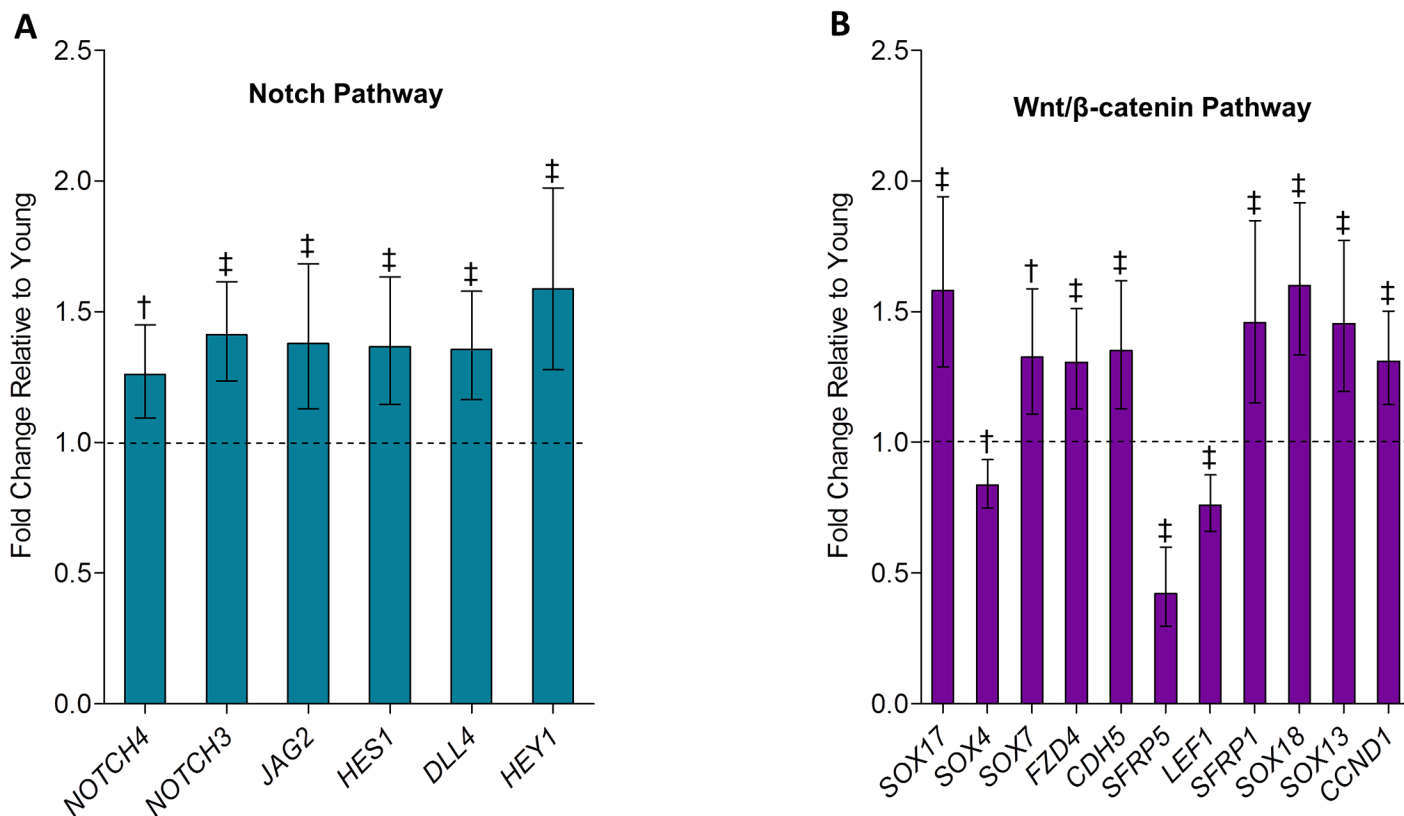 A
Notch Pathway
Fold Change Relative to Young
2.5
2.0
1.5
1.0
0.5
0.0
†
‡
‡
‡
‡
‡
NOTCH4
NOTCH3
JAG2
HES1
DLL4
HEY1
B
Wnt/β-catenin Pathway
Fold Change Relative to Young
2.5
2.0
1.5
1.0
0.5
0.0
‡
†
†
‡
‡
‡
‡
‡
‡
‡
‡
SOX17
SOX4
SOX7
FZD4
CDH5
SFRP5
LEF1
SFRP1
SOX18
SOX13
CCND1